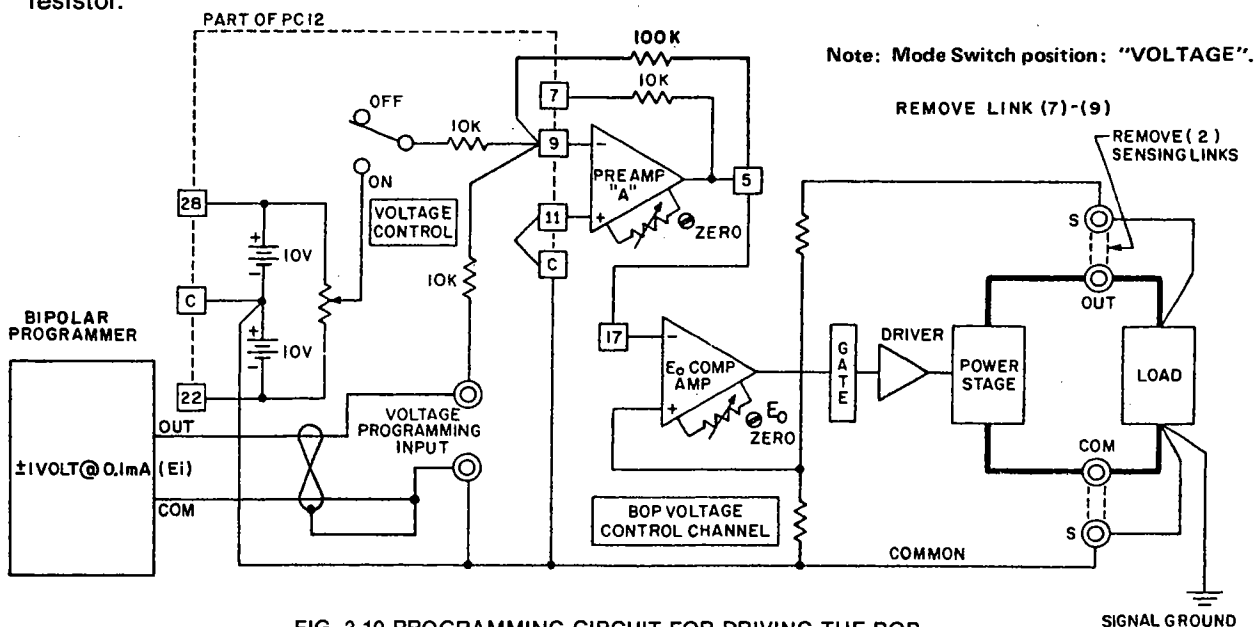 resistor.
PART OF PC12
100K
Note: Mode Switch position: "VOLTAGE".
7
10K
OFF
REMOVE LINK (7)-(9)
10K
9
REMOVE (2)
SENSING LINKS
PREAMP
"A"
5
ON
S
28
VOLTAGE
CONTROL
11
ZERO
10V
10K
C
OUT
C
BIPOLAR
PROGRAMMER
DRIVER
10V
17
GATE
POWER
STAGE
LOAD
Eo COMP
AMP
22
OUT
VOLTAGE
PROGRAMMING
INPUT
Eo
ZERO
COM
±1VOLT@0.1mA (Ei)
COM
BOP VOLTAGE
CONTROL CHANNEL
S
COMMON
SIGNAL GROUND